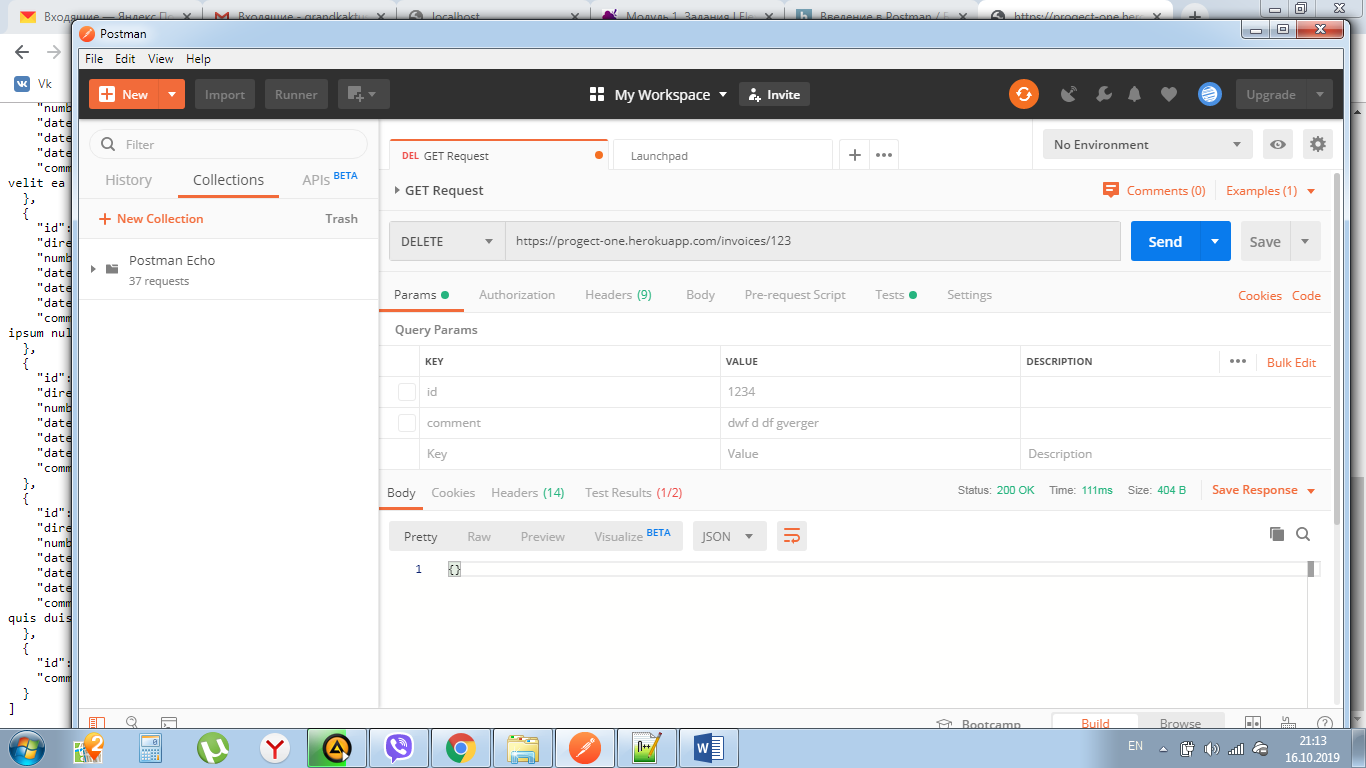 Входящие — Яндекс.По
Входящие - grandkaktu
localhost
Модуль 1. Задания | Ele
Введение в Postman / Б
https://progect-one.hero
Postman
File Edit View Help
Vk
New Import Runner My Workspace Invite Upgrade
Filter
History Collections APIs BETA
+ New Collection Trash
Postman Echo
37 requests
DEL GET Request Launchpad + •••
No Environment
GET Request Comments (0) Examples (1)
DELETE https://progect-one.herokuapp.com/invoices/123 Send Save
Params Authorization Headers (9) Body Pre-request Script Tests Settings Cookies Code
Query Params
KEY VALUE DESCRIPTION ••• Bulk Edit
id 1234
comment dwf d df gverger
Key Value Description
Body Cookies Headers (14) Test Results (1/2) Status: 200 OK Time: 111ms Size: 404 B Save Response
Pretty Raw Preview Visualize BETA JSON
1 {}
"numb
"date
"date
"date
"comm
velit ea
},
{
"id":
"dire
"numb
"date
"date
"date
"comm
ipsum nul
},
{
"id":
"dire
"numb
"date
"date
"date
"comm
},
{
"id":
"dire
"numb
"date
"date
"date
"comm
quis duis
},
{
"id":
"comm
}
]
Bootcamp Build Browse
EN 21:13
16.10.2019